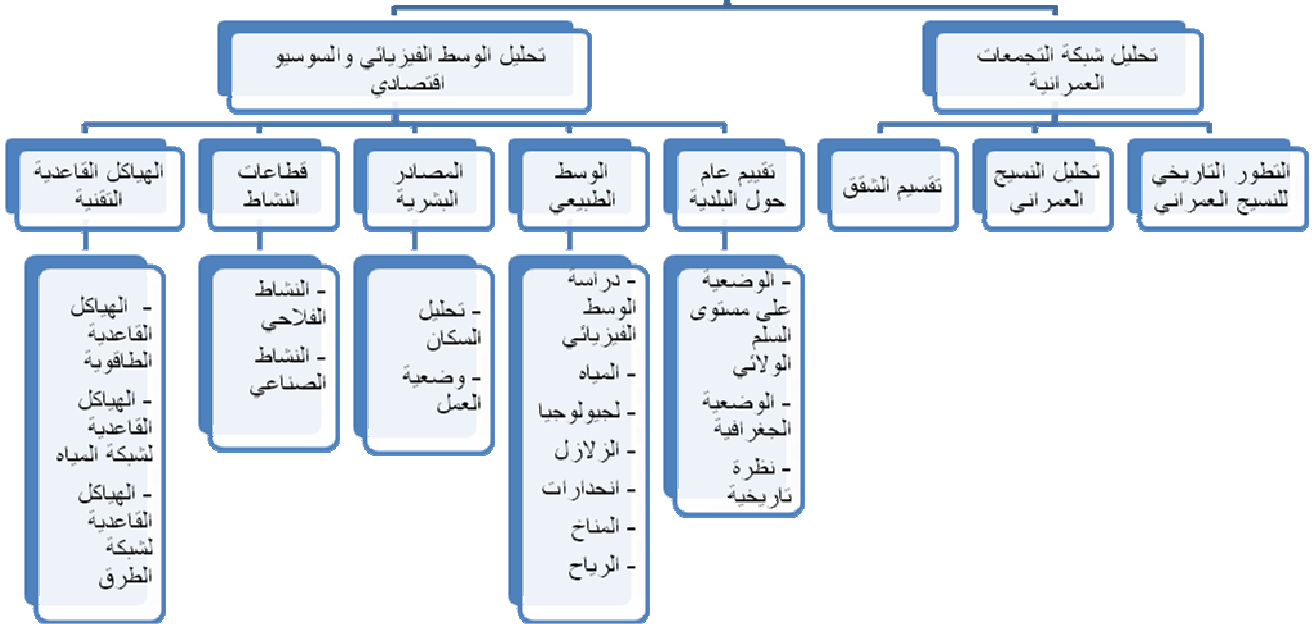 تحليل شبكة التجمعات
العمرانية
تحليل الوسط الفيزيائي والسوسيو
اقتصادي
التطور التاريخي
للنسيج العمراني
تحليل النسيج
العمراني
تقسيم الشقق
تقييم عام
حول البلدية
الوسط
الطبيعي
المصادر
البشرية
قطاعات
النشاط
الهياكل القاعدية
التقنية
- الوضعية
على مستوى
السلم
الولائي
- الوضعية
الجغرافية
- نظرة
تاريخية
- دراسة
الوسط
الفيزيائي
- المياه
- لجيولوجيا
- الزلازل
- انحدارات
- المناخ
- الرياح
- تحليل
السكان
- وضعية
العمل
- النشاط
الفلاحي
- النشاط
الصناعي
- الهياكل
القاعدية
الطاقوية
- الهياكل
القاعدية
لشبكة المياه
- الهياكل
القاعدية
لشبكة
الطرق